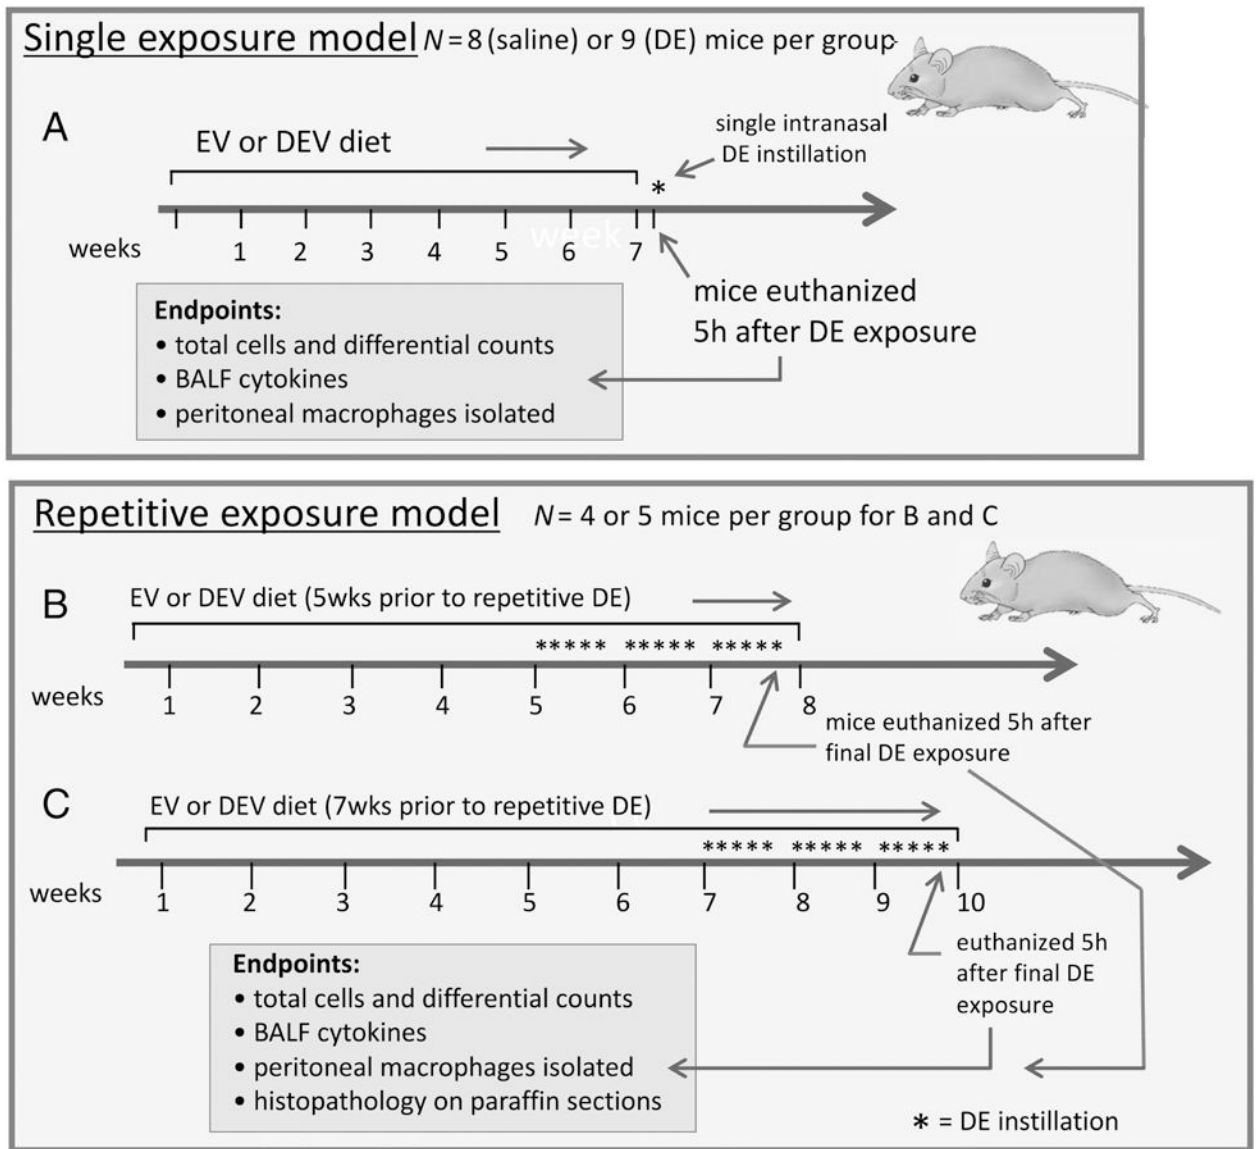 Single exposure model N = 8 (saline) or 9 (DE) mice per group
A
EV or DEV diet
single intranasal
DE instillation
*
week
weeks 1 2 3 4 5 6 7
mice euthanized
5h after DE exposure
Endpoints:
• total cells and differential counts
• BALF cytokines
• peritoneal macrophages isolated
Repetitive exposure model N = 4 or 5 mice per group for B and C
B
EV or DEV diet (5wks prior to repetitive DE)
***** ***** *****
weeks 1 2 3 4 5 6 7 8
mice euthanized 5h after
final DE exposure
C
EV or DEV diet (7wks prior to repetitive DE)
***** ***** *****
weeks 1 2 3 4 5 6 7 8 9 10
euthanized 5h
after final DE
exposure
Endpoints:
• total cells and differential counts
• BALF cytokines
• peritoneal macrophages isolated
• histopathology on paraffin sections
* = DE instillation